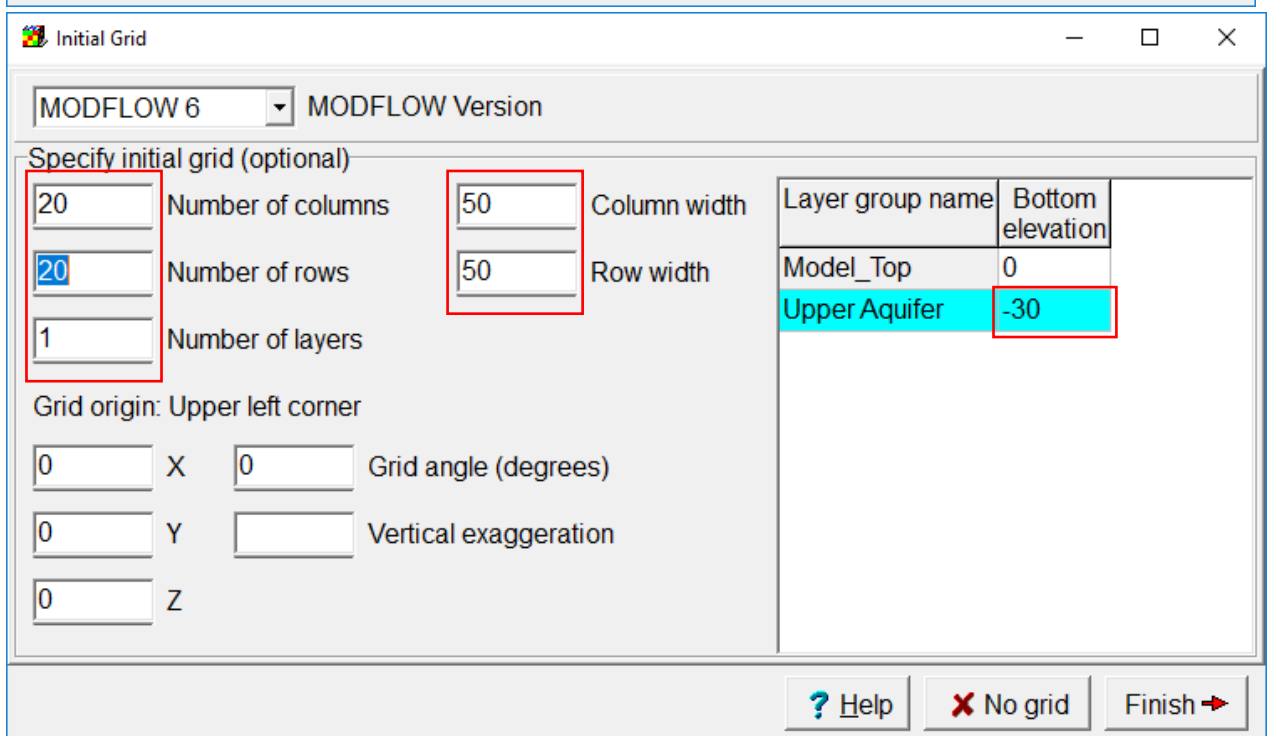 Initial Grid
MODFLOW 6 MODFLOW Version
Specify initial grid (optional)
20 Number of columns 50 Column width
20 Number of rows 50 Row width
1 Number of layers
Grid origin: Upper left corner
0 X 0 Grid angle (degrees)
0 Y Vertical exaggeration
0 Z
Layer group name Bottom
elevation
Model_Top 0
Upper Aquifer -30
? Help No grid Finish